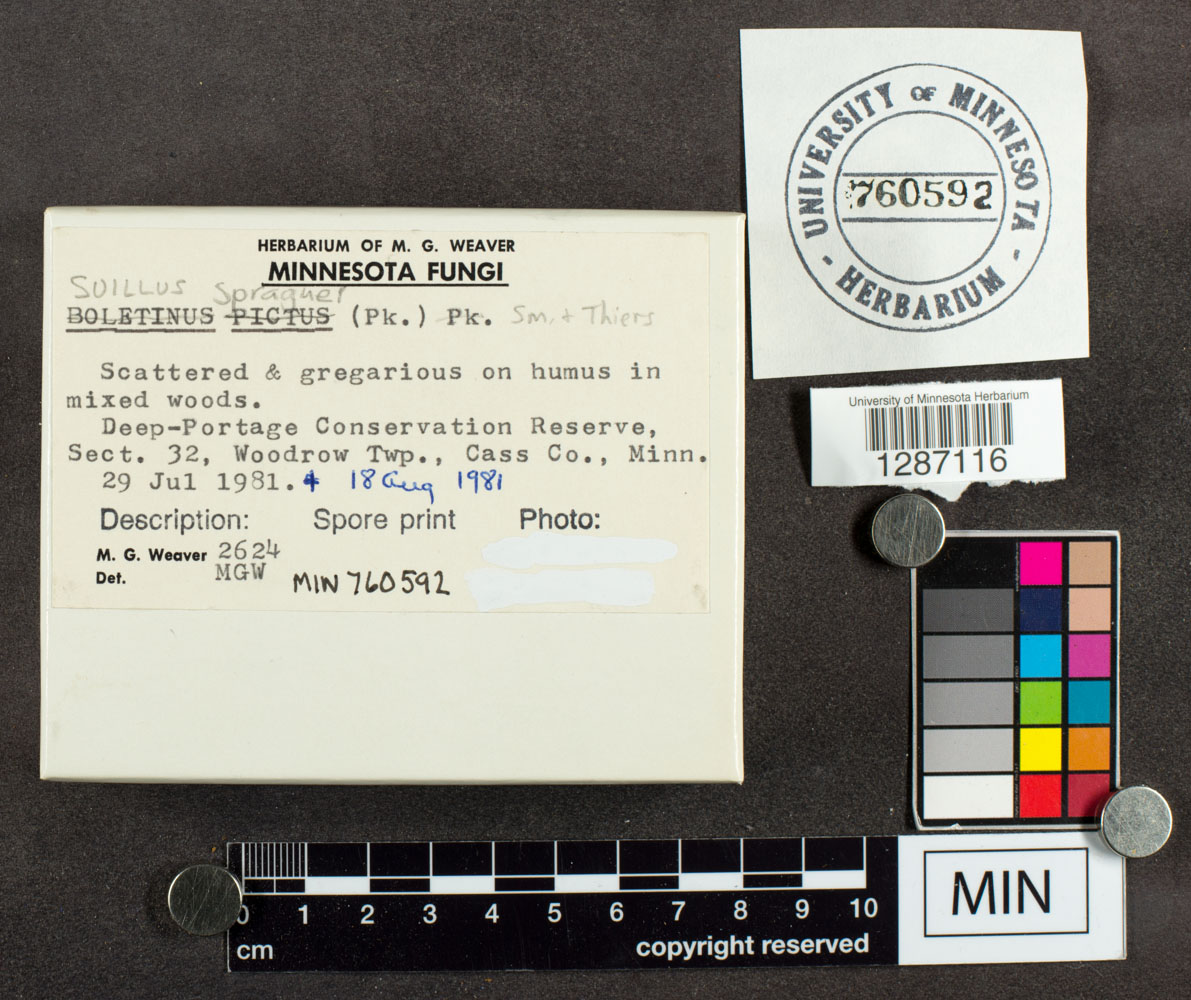 HERBARIUM OF M. G. WEAVER
MINNESOTA FUNGI
SUILLUS Spraguei
BOLETINUS PICTUS (Pk.) Pk. Sm. + Thiers
Scattered & gregarious on humus in
mixed woods.
Deep-Portage Conservation Reserve,
Sect. 32, Woodrow Twp., Cass Co., Minn.
29 Jul 1981. + 18 Aug 1981
Description: Spore print Photo:
M. G. Weaver 2624
Det. MGW
MIN 760592
UNIVERSITY OF MINNESOTA
760592
- HERBARIUM -
University of Minnesota Herbarium
1287116
0 1 2 3 4 5 6 7 8 9 10
cm
copyright reserved
MIN